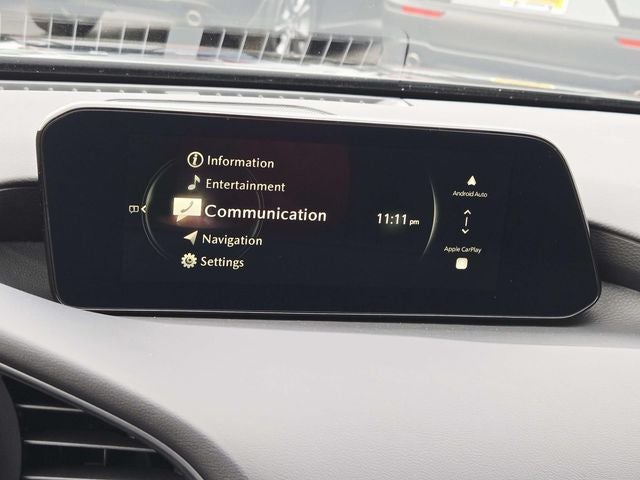 Information
Entertainment
Communication
Navigation
Settings
11:11 pm
Android Auto
Apple CarPlay